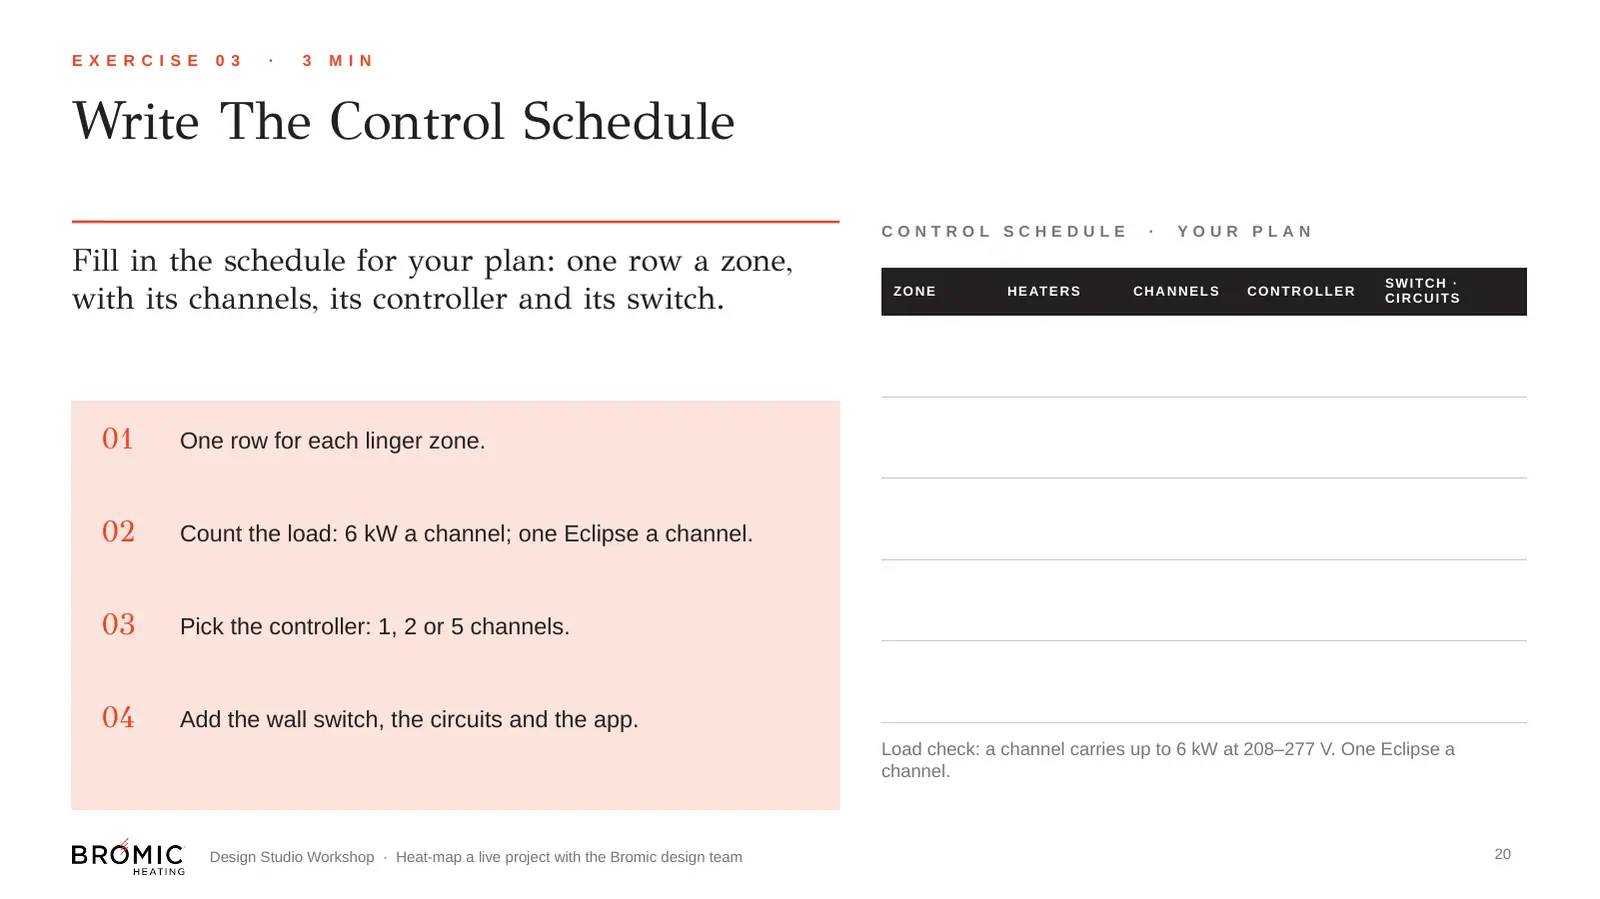 EXERCISE 03 · 3 MIN
Write The Control Schedule
Fill in the schedule for your plan: one row a zone,
with its channels, its controller and its switch.
01 One row for each linger zone.
02 Count the load: 6 kW a channel; one Eclipse a channel.
03 Pick the controller: 1, 2 or 5 channels.
04 Add the wall switch, the circuits and the app.
CONTROL SCHEDULE · YOUR PLAN
ZONE HEATERS CHANNELS CONTROLLER SWITCH ·
CIRCUITS
Load check: a channel carries up to 6 kW at 208–277 V. One Eclipse a
channel.
BROMIC
HEATING
Design Studio Workshop · Heat-map a live project with the Bromic design team
20